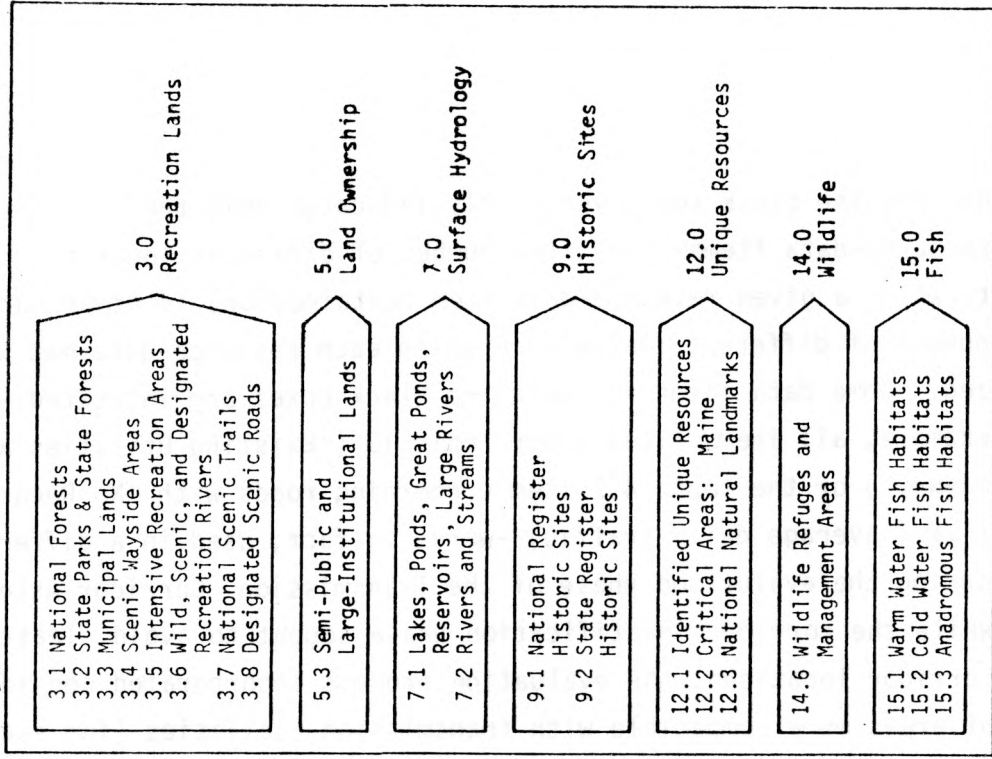 3.1 National Forests
3.2 State Parks & State Forests
3.3 Municipal Lands
3.4 Scenic Wayside Areas
3.5 Intensive Recreation Areas
3.6 Wild, Scenic, and Designated
Recreation Rivers
3.7 National Scenic Trails
3.8 Designated Scenic Roads
3.0
Recreation Lands
5.3 Semi-Public and
Large-Institutional Lands
5.0
Land Ownership
7.1 Lakes, Ponds, Great Ponds,
Reservoirs, Large Rivers
7.2 Rivers and Streams
7.0
Surface Hydrology
9.1 National Register
Historic Sites
9.2 State Register
Historic Sites
9.0
Historic Sites
12.1 Identified Unique Resources
12.2 Critical Areas: Maine
12.3 National Natural Landmarks
12.0
Unique Resources
14.6 Wildlife Refuges and
Management Areas
14.0
Wildlife
15.1 Warm Water Fish Habitats
15.2 Cold Water Fish Habitats
15.3 Anadromous Fish Habitats
15.0
Fish